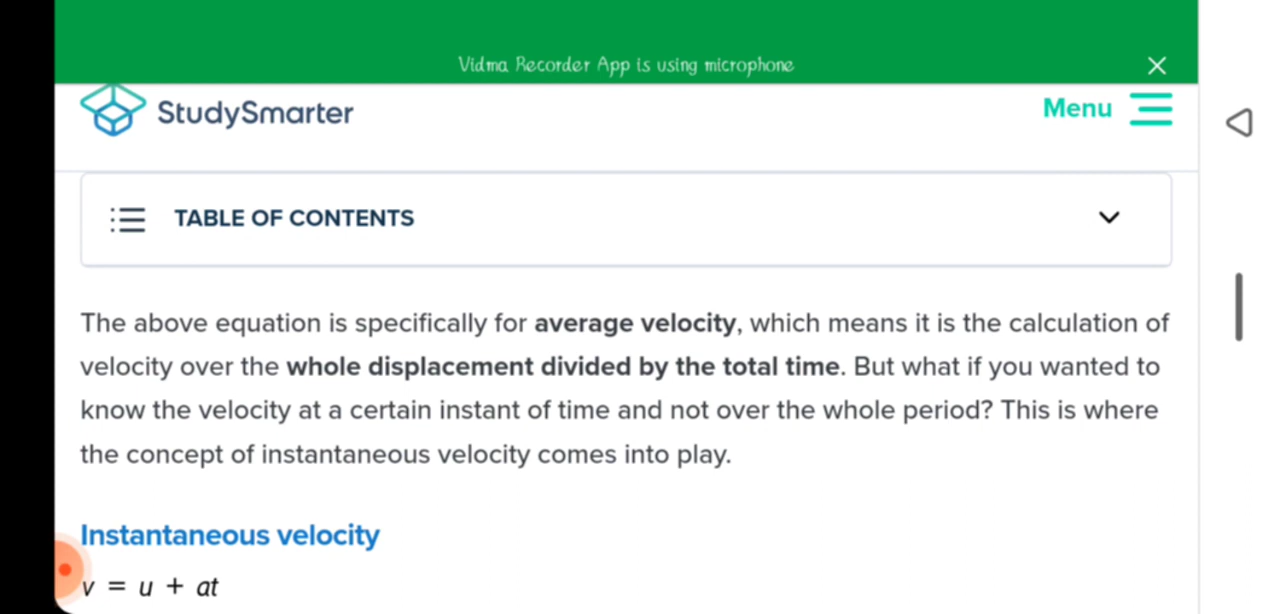 Vidma Recorder App is using microphone
StudySmarter
Menu
TABLE OF CONTENTS
The above equation is specifically for average velocity, which means it is the calculation of
velocity over the whole displacement divided by the total time. But what if you wanted to
know the velocity at a certain instant of time and not over the whole period? This is where
the concept of instantaneous velocity comes into play.
Instantaneous velocity
v = u + at